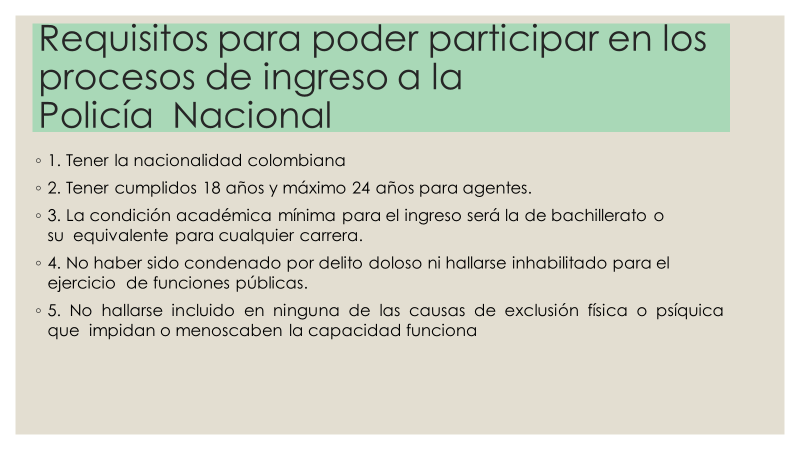 Requisitos para poder participar en los
procesos de ingreso a la
Policía Nacional
◦ 1. Tener la nacionalidad colombiana
◦ 2. Tener cumplidos 18 años y máximo 24 años para agentes.
◦ 3. La condición académica mínima para el ingreso será la de bachillerato o
su equivalente para cualquier carrera.
◦ 4. No haber sido condenado por delito doloso ni hallarse inhabilitado para el
ejercicio de funciones públicas.
◦ 5. No hallarse incluido en ninguna de las causas de exclusión física o psíquica
que impidan o menoscaben la capacidad funciona